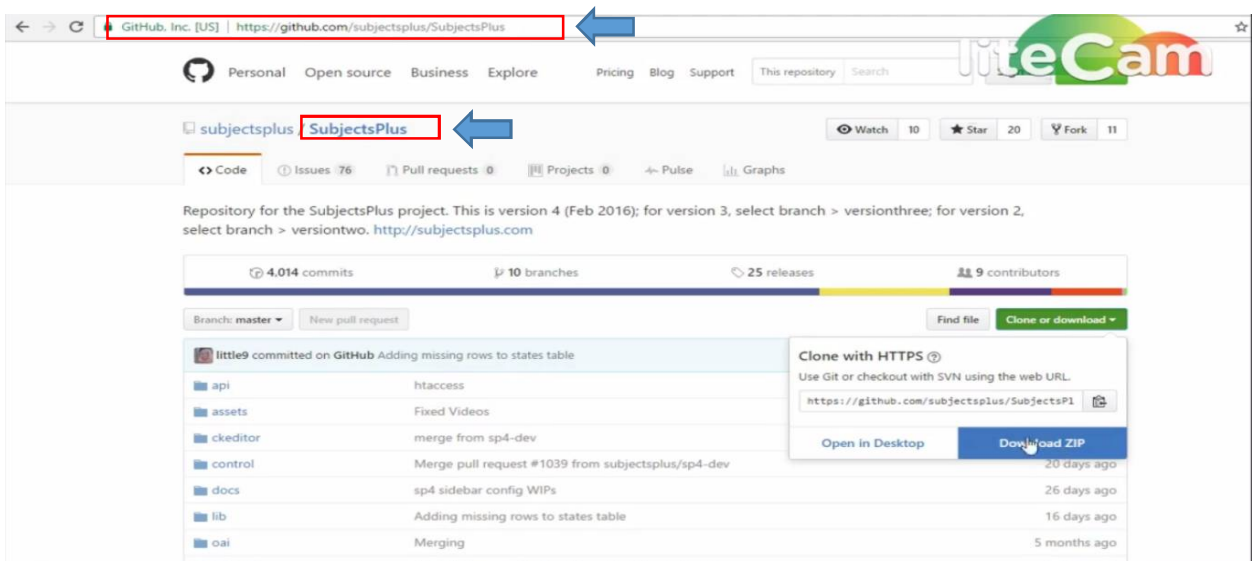 GitHub, Inc. [US] | https://github.com/subjectsplus/SubjectsPlus
liteCam
Personal Open source Business Explore Pricing Blog Support This repository Search
subjectsplus / SubjectsPlus
Watch 10 Star 20 Fork 11
Code Issues 76 Pull requests 0 Projects 0 Pulse Graphs
Repository for the SubjectsPlus project. This is version 4 (Feb 2016); for version 3, select branch > versionthree; for version 2,
select branch > versiontwo. http://subjectsplus.com
4,014 commits 10 branches 25 releases 9 contributors
Branch: master New pull request Find file Clone or download
little9 committed on GitHub Adding missing rows to states table
Clone with HTTPS
Use Git or checkout with SVN using the web URL.
https://github.com/subjectsplus/SubjectsPl
Open in Desktop Download ZIP
api htaccess
assets Fixed Videos
ckeditor merge from sp4-dev
control Merge pull request #1039 from subjectsplus/sp4-dev 20 days ago
docs sp4 sidebar config WIPs 26 days ago
lib Adding missing rows to states table 16 days ago
oai Merging 5 months ago